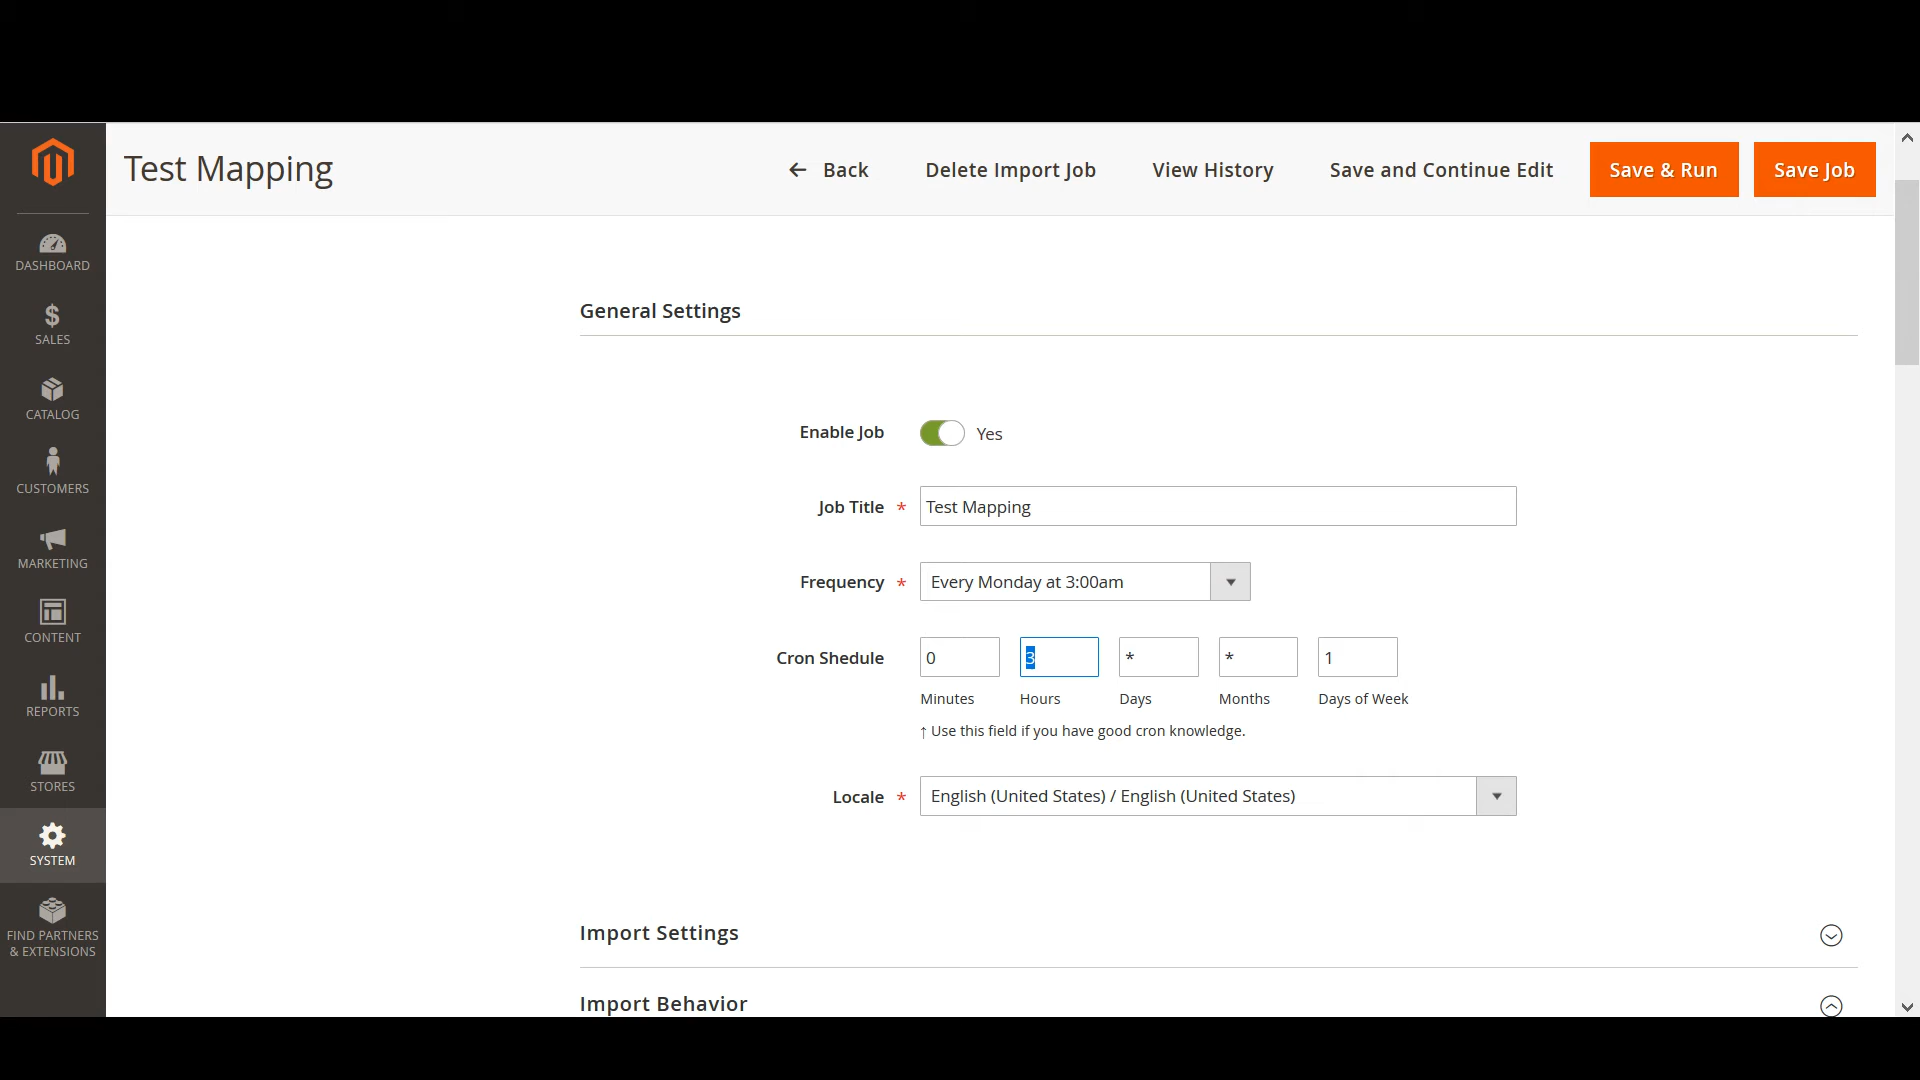 Test Mapping
← Back
Delete Import Job
View History
Save and Continue Edit
Save & Run
Save Job
DASHBOARD
$
SALES
CATALOG
CUSTOMERS
MARKETING
CONTENT
REPORTS
STORES
SYSTEM
FIND PARTNERS
& EXTENSIONS
General Settings
Enable Job Yes
Job Title * Test Mapping
Frequency * Every Monday at 3:00am
Cron Shedule 0 3 * * 1
Minutes Hours Days Months Days of Week
↑ Use this field if you have good cron knowledge.
Locale * English (United States) / English (United States)
Import Settings
Import Behavior